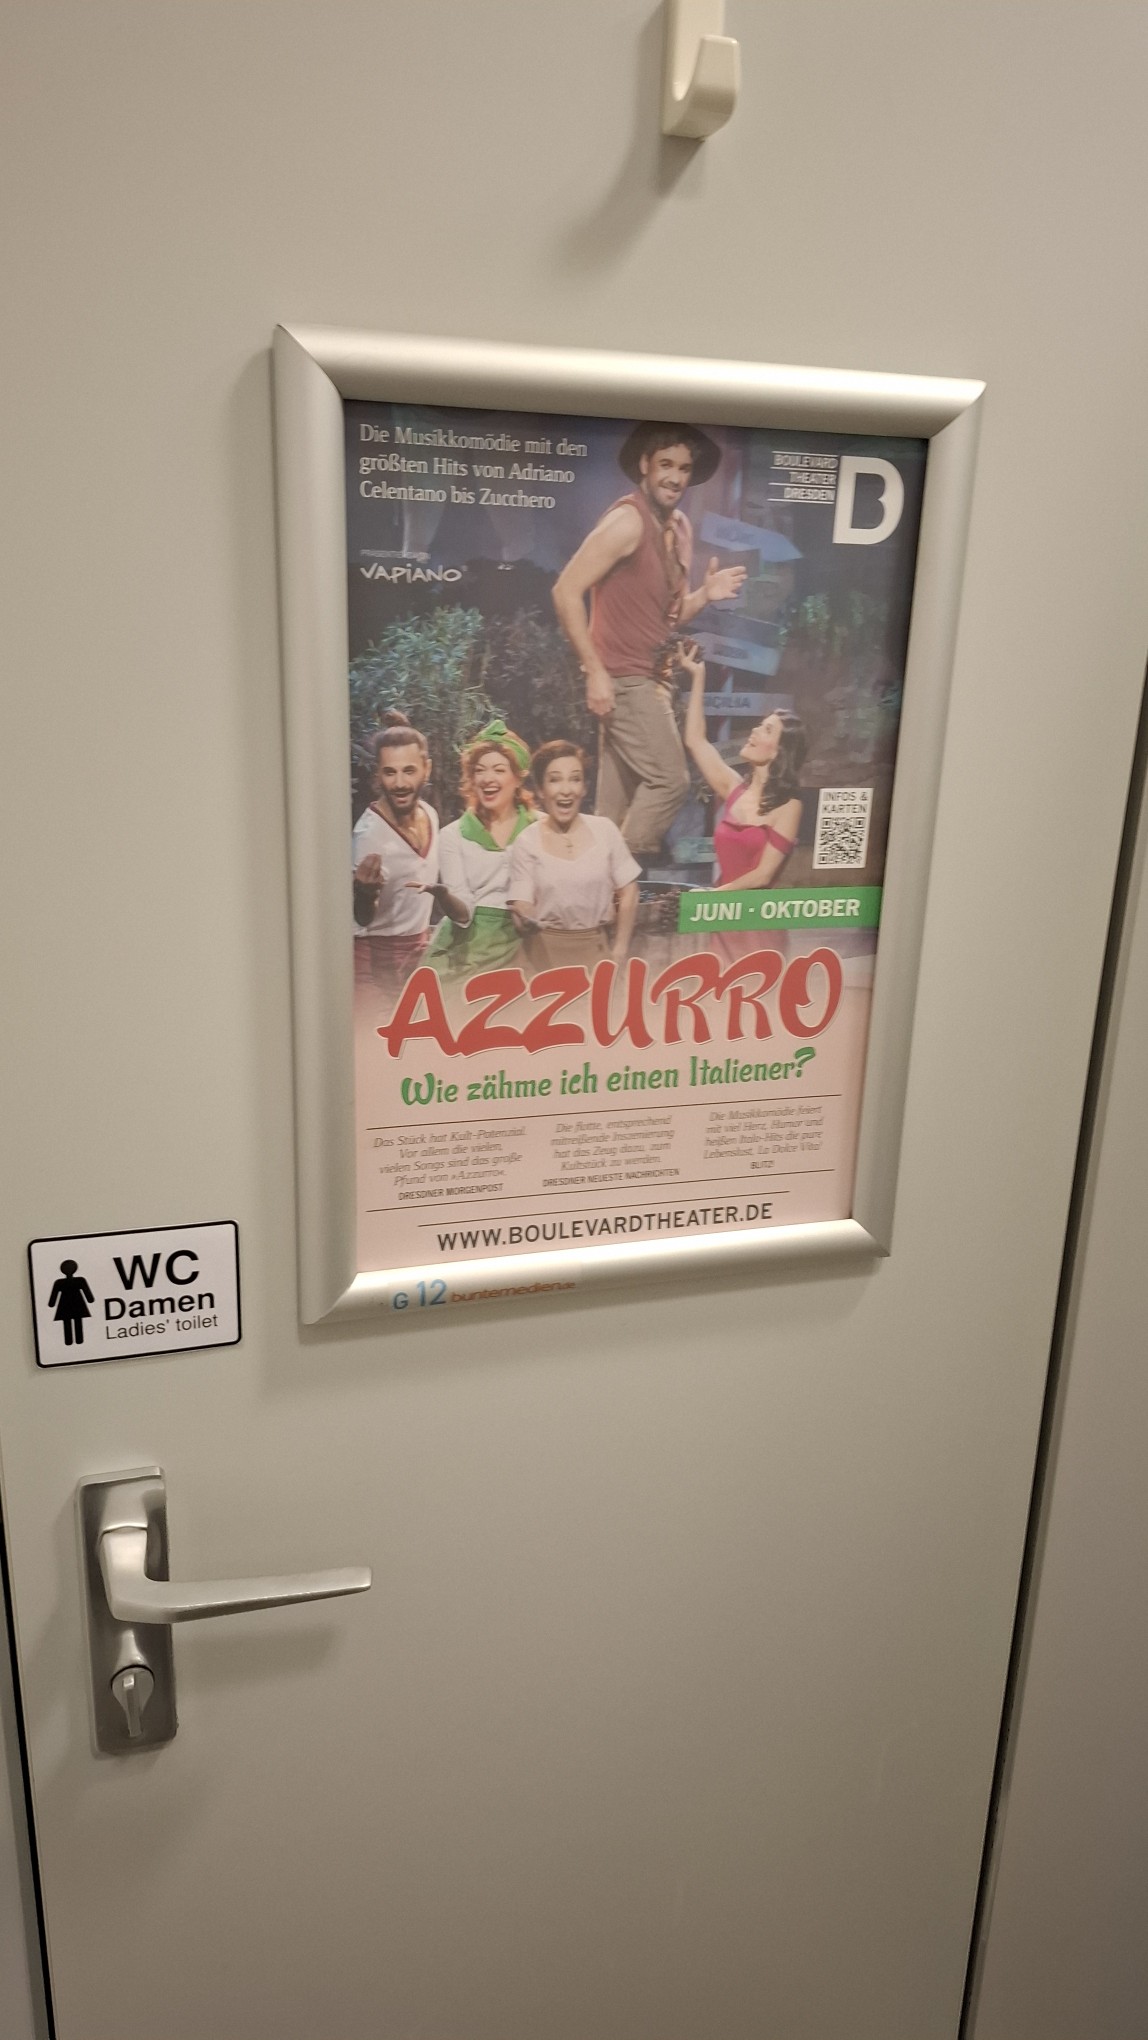 Die Musikkomödie mit den
größten Hits von Adriano
Celentano bis Zucchero
VAPiANO
BOULEVARD
THEATER
DRESDEN
B
SICILIA
INFOS &
KARTEN
JUNI · OKTOBER
AZZURRO
Wie zähme ich einen Italiener?
Das Stück hat Kult-Potenzial.
Vor allem die vielen,
vielen Songs sind das große
Pfund von »Azzurro«.
DRESDNER MORGENPOST
Die flotte, entsprechend
mitreißende Inszenierung
hat das Zeug dazu, zum
Kultstück zu werden.
DRESDNER NEUESTE NACHRICHTEN
Die Musikkomödie feiert
mit viel Herz, Humor und
heißen Italo-Hits die pure
Lebenslust. La Dolce Vita!
BLITZ!
WWW.BOULEVARDTHEATER.DE
G 12 buntemedien.de
WC
Damen
Ladies' toilet